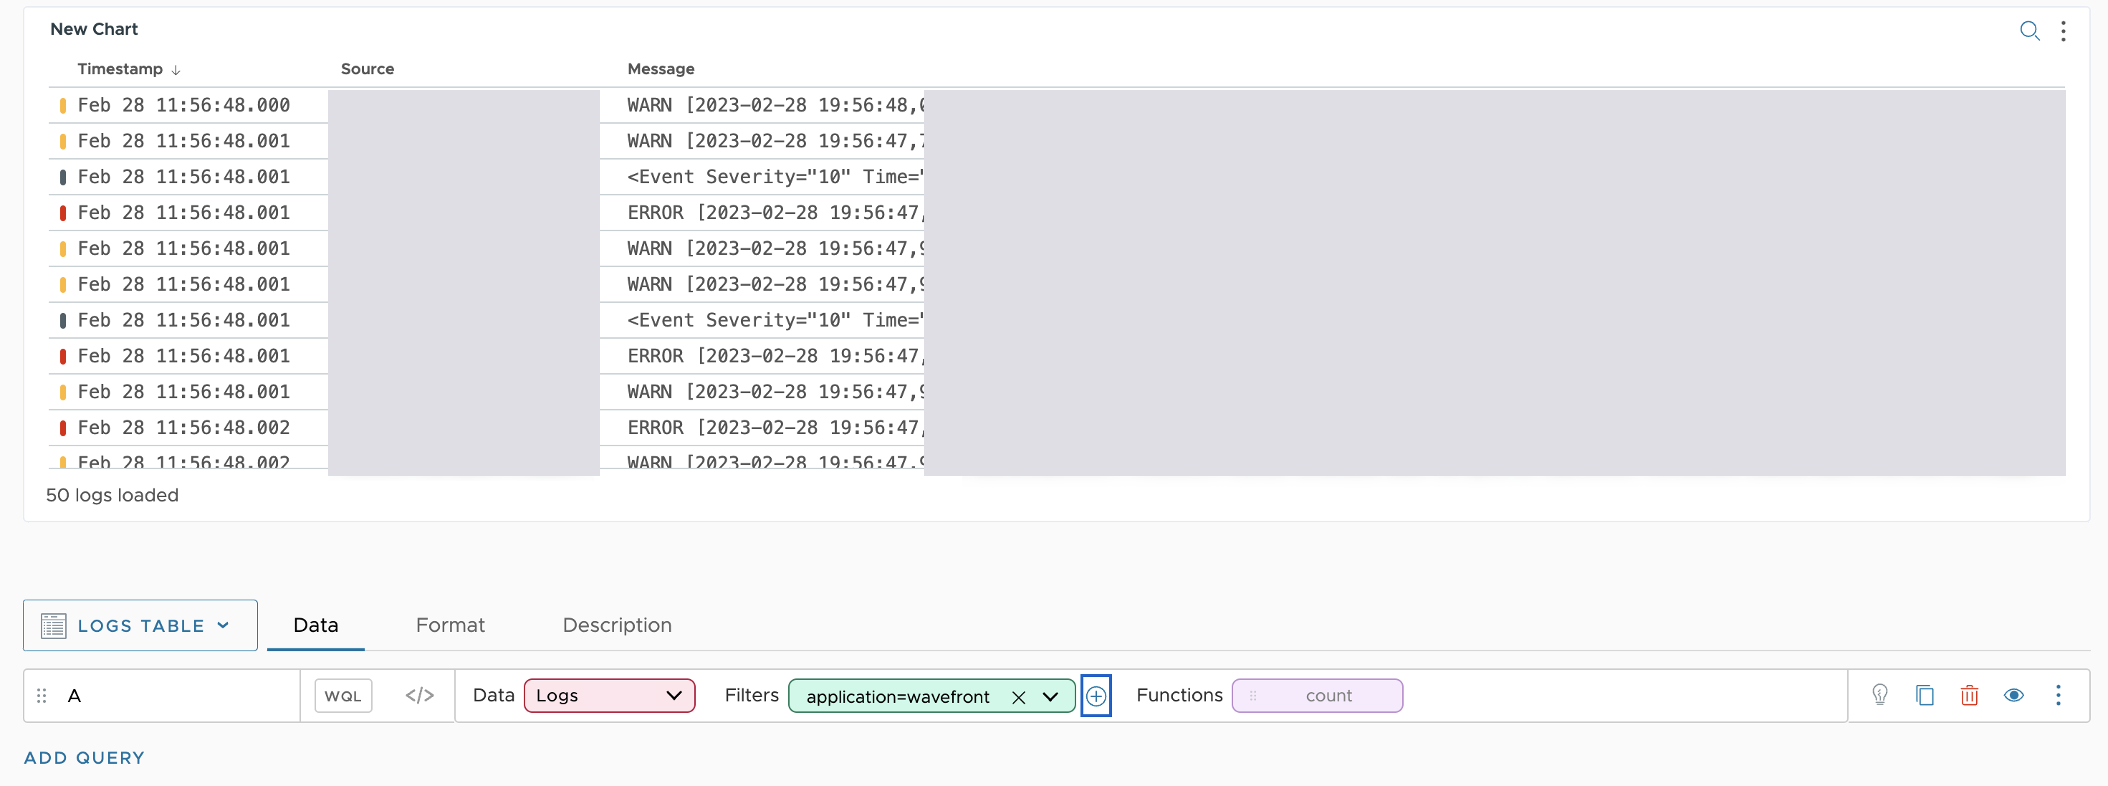 New Chart
Timestamp ↓ Source Message
Feb 28 11:56:48.000 WARN [2023-02-28 19:56:48,
Feb 28 11:56:48.001 WARN [2023-02-28 19:56:47,
Feb 28 11:56:48.001 <Event Severity="10" Time="
Feb 28 11:56:48.001 ERROR [2023-02-28 19:56:47,
Feb 28 11:56:48.001 WARN [2023-02-28 19:56:47,9
Feb 28 11:56:48.001 WARN [2023-02-28 19:56:47,9
Feb 28 11:56:48.001 <Event Severity="10" Time="
Feb 28 11:56:48.001 ERROR [2023-02-28 19:56:47,
Feb 28 11:56:48.001 WARN [2023-02-28 19:56:47,9
Feb 28 11:56:48.002 ERROR [2023-02-28 19:56:47,
Feb 28 11:56:48.002 WARN [2023-02-28 19:56:47,9
50 logs loaded
LOGS TABLE Data Format Description
A WQL </> Data Logs Filters application=wavefront Functions count
ADD QUERY